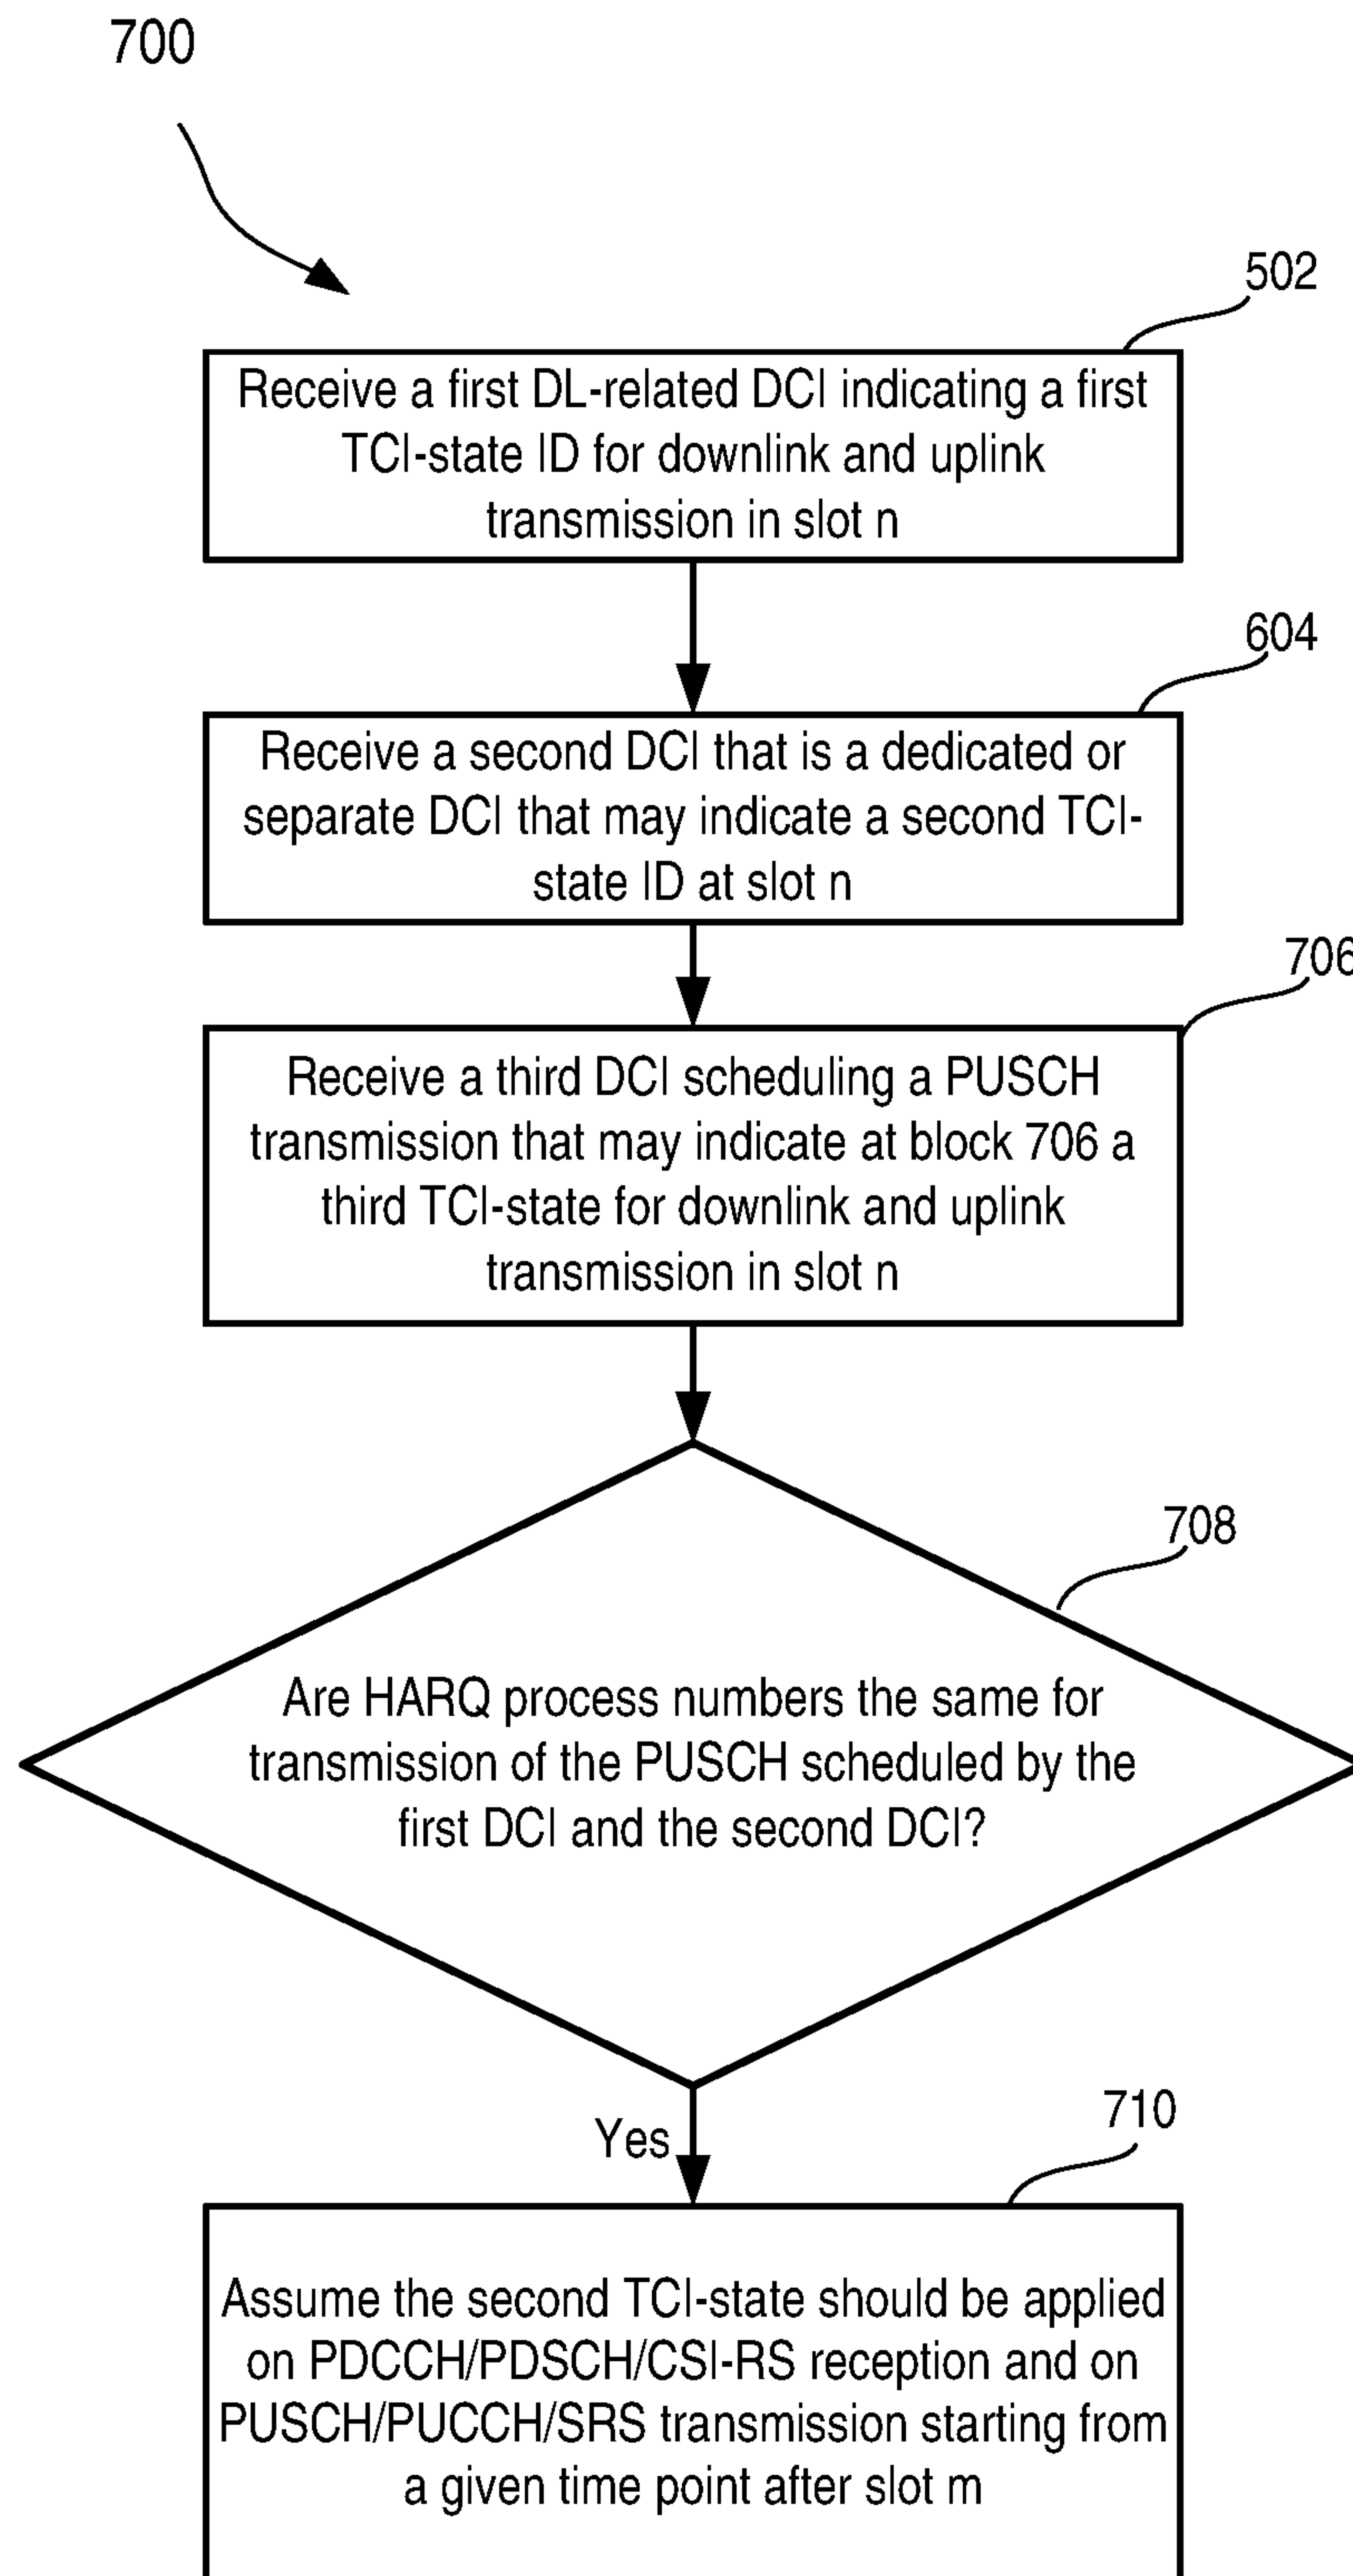 700
502
Receive a first DL-related DCI indicating a first
TCI-state ID for downlink and uplink
transmission in slot n
604
Receive a second DCI that is a dedicated or
separate DCI that may indicate a second TCI-
state ID at slot n
706
Receive a third DCI scheduling a PUSCH
transmission that may indicate at block 706 a
third TCI-state for downlink and uplink
transmission in slot n
708
Are HARQ process numbers the same for
transmission of the PUSCH scheduled by the
first DCI and the second DCI?
Yes
710
Assume the second TCI-state should be applied
on PDCCH/PDSCH/CSI-RS reception and on
PUSCH/PUCCH/SRS transmission starting from
a given time point after slot m